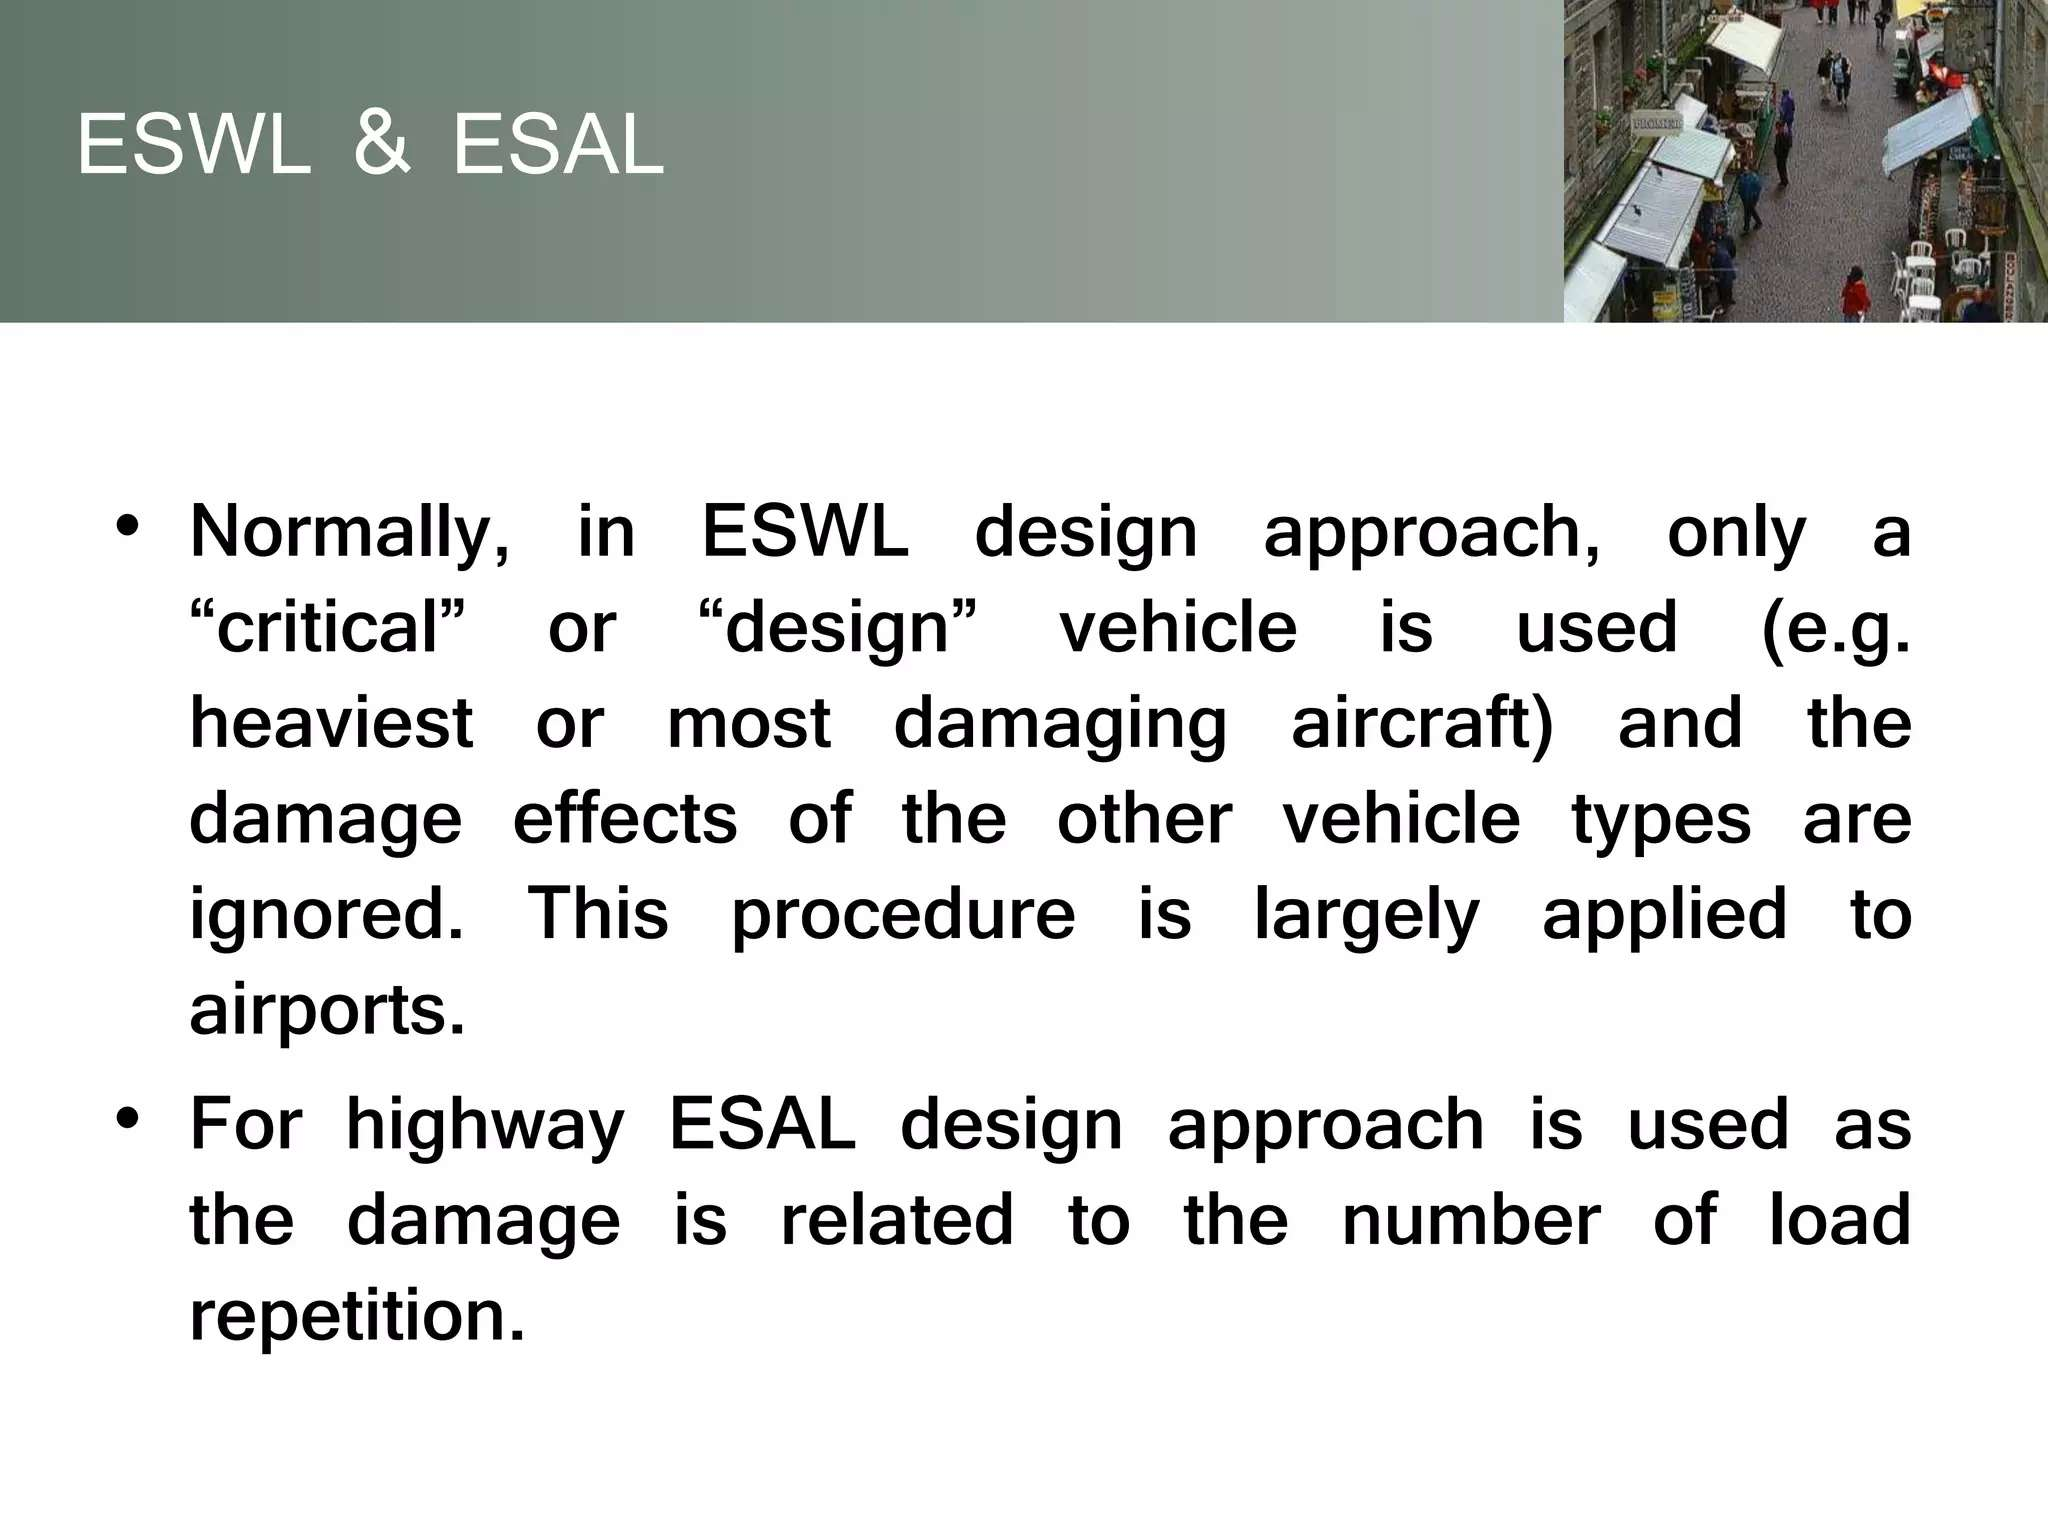 ESWL & ESAL
• Normally, in ESWL design approach, only a
“critical” or “design” vehicle is used (e.g.
heaviest or most damaging aircraft) and the
damage effects of the other vehicle types are
ignored. This procedure is largely applied to
airports.
• For highway ESAL design approach is used as
the damage is related to the number of load
repetition.